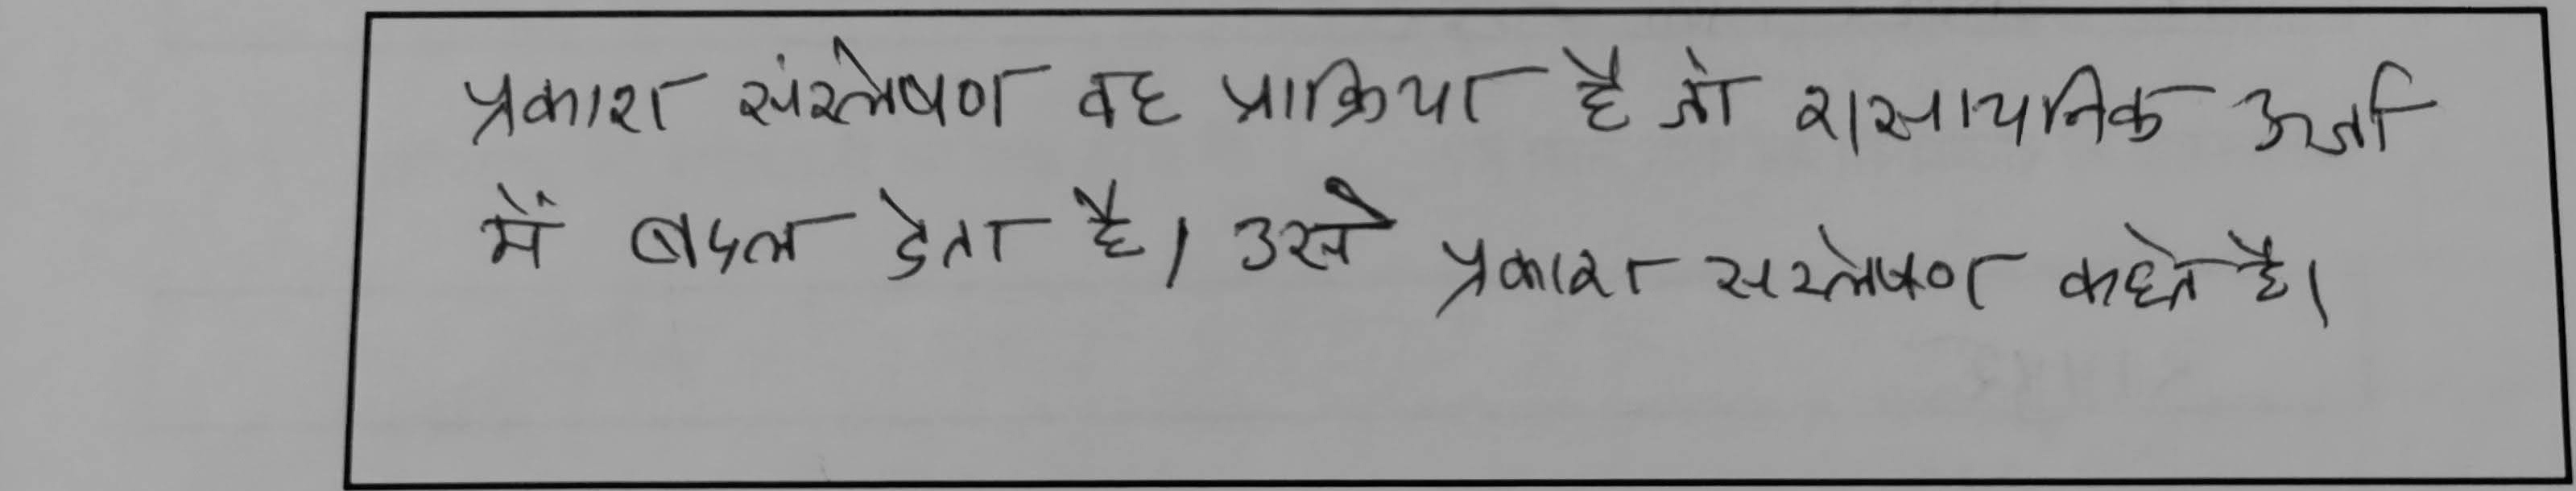 प्रकाश संश्लेषण वह प्राक्रिया है जो रासायनिक ऊर्जा
में बदल देता है। उसे प्रकाश सश्लेषण कहते है।